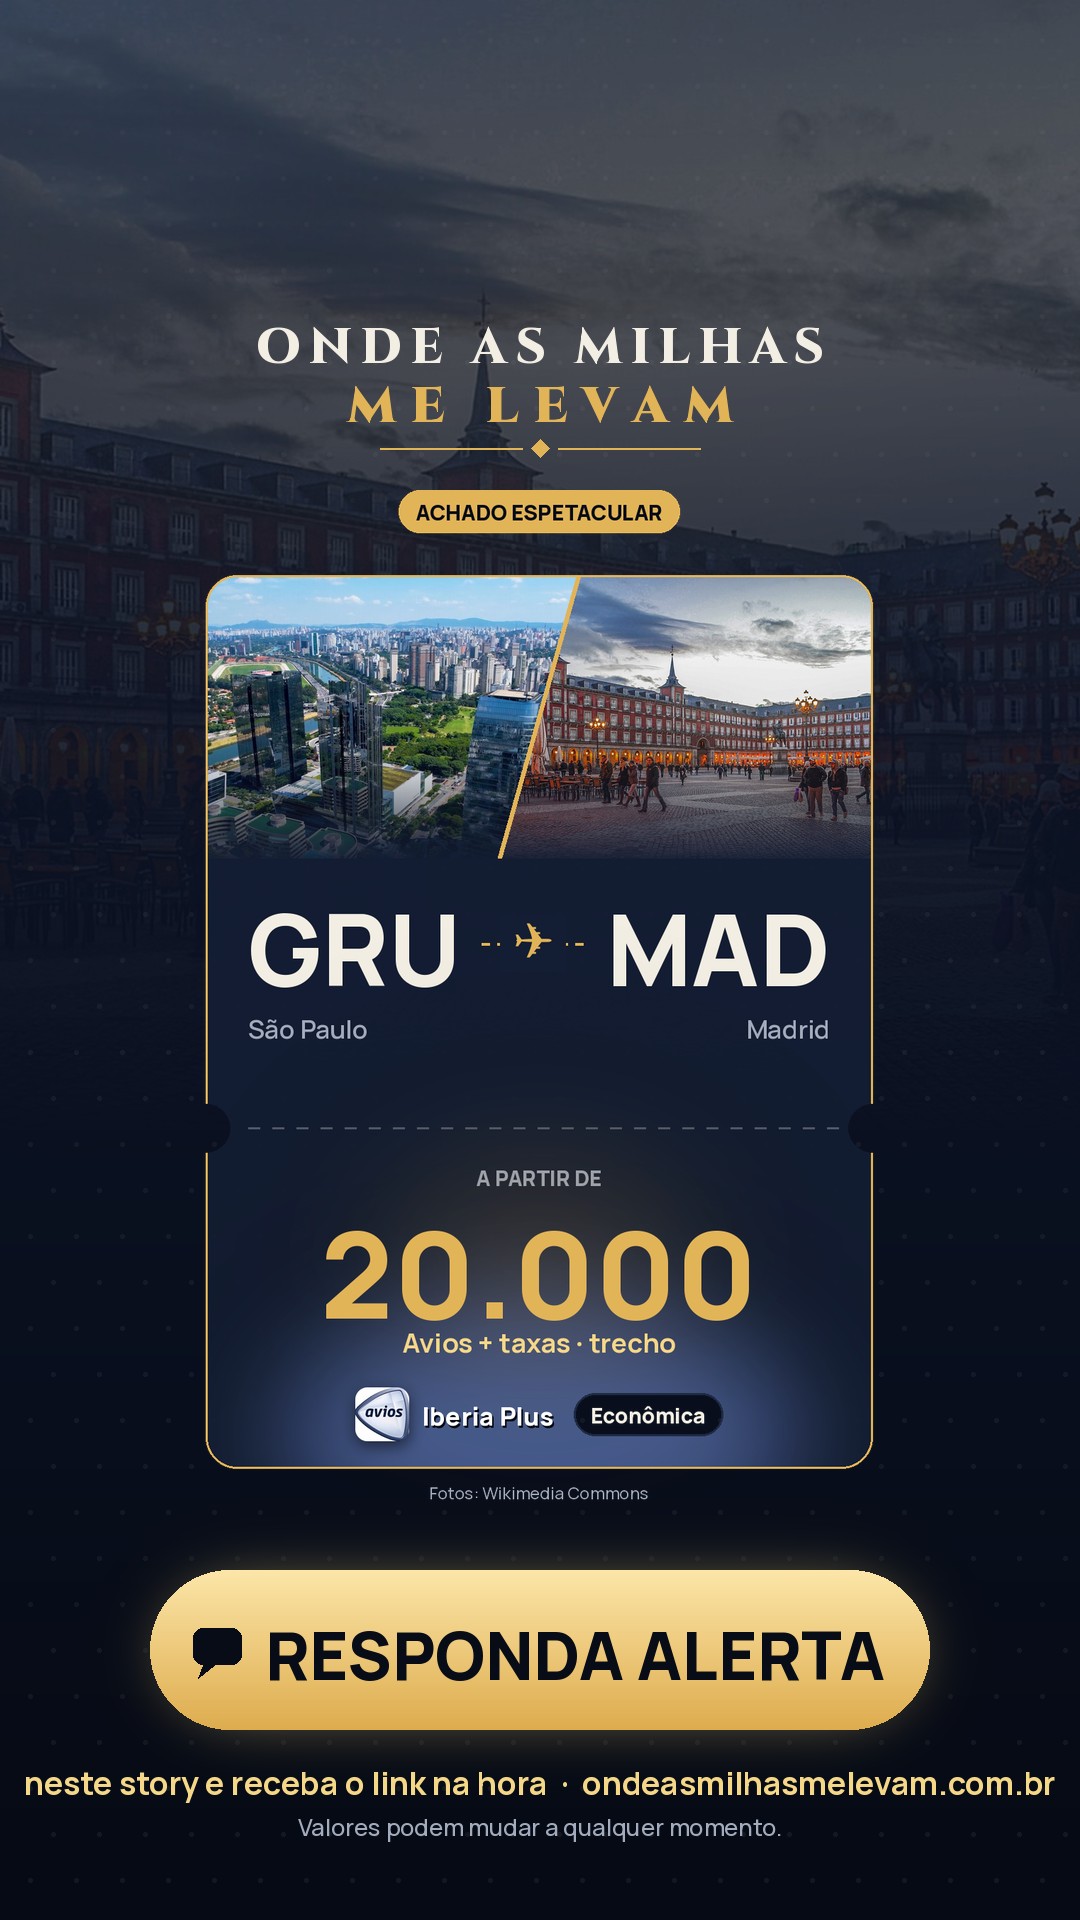 ONDE AS MILHAS
ME LEVAM
ACHADO ESPETACULAR
GRU MAD
São Paulo Madrid
A PARTIR DE
20.000
Avios + taxas · trecho
avios Iberia Plus Econômica
Fotos: Wikimedia Commons
RESPONDA ALERTA
neste story e receba o link na hora · ondeasmilhasmelevam.com.br
Valores podem mudar a qualquer momento.